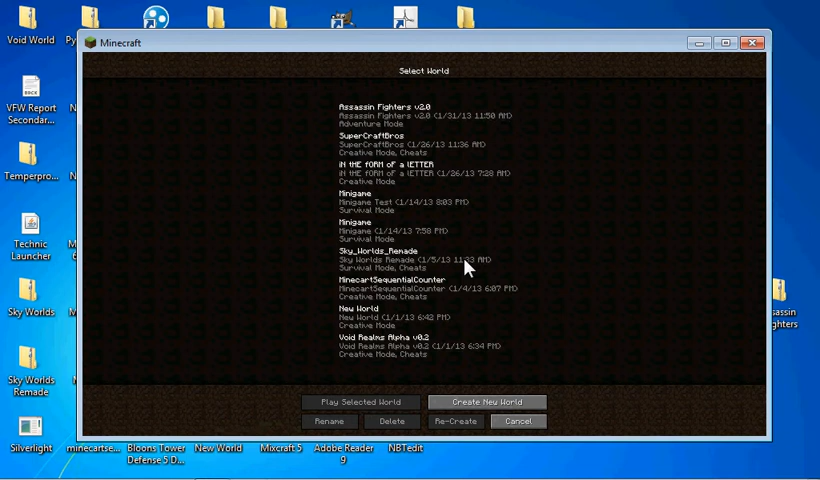 Void World
Py
Minecraft
Select World
VFW Report
Secondar...
N
Assassin Fighters v2.0
Assassin Fighters v2.0 (1/31/13 11:50 AM)
Adventure Mode
SuperCraftBros
SuperCraftBros (1/26/13 11:36 AM)
Creative Mode, Cheats
iN tHE fORM oF a lETTER
iN tHE fORM oF a lETTER (1/26/13 7:28 AM)
Creative Mode
Temperpro...
N
Minigame
Minigame Test (1/14/13 8:03 PM)
Survival Mode
Minigame
Minigame (1/14/13 7:58 PM)
Survival Mode
Technic
Launcher
M
6
Sky_Worlds_Remade
Sky Worlds Remade (1/5/13 11:33 AM)
Survival Mode, Cheats
MinecartSequentialCounter
MinecartSequentialCounter (1/4/13 6:07 PM)
Creative Mode, Cheats
Sky Worlds
M
New World
New World (1/1/13 6:42 PM)
Creative Mode
sassin
ghters
Void Realms Alpha v0.2
Void Realms Alpha v0.2 (1/1/13 6:34 PM)
Creative Mode, Cheats
Sky Worlds
Remade
M
Play Selected World
Create New World
Rename
Delete
Re-Create
Cancel
Silverlight
minecartse...
Bloons Tower
Defense 5 D...
New World
Mixcraft 5
Adobe Reader
9
NBTedit